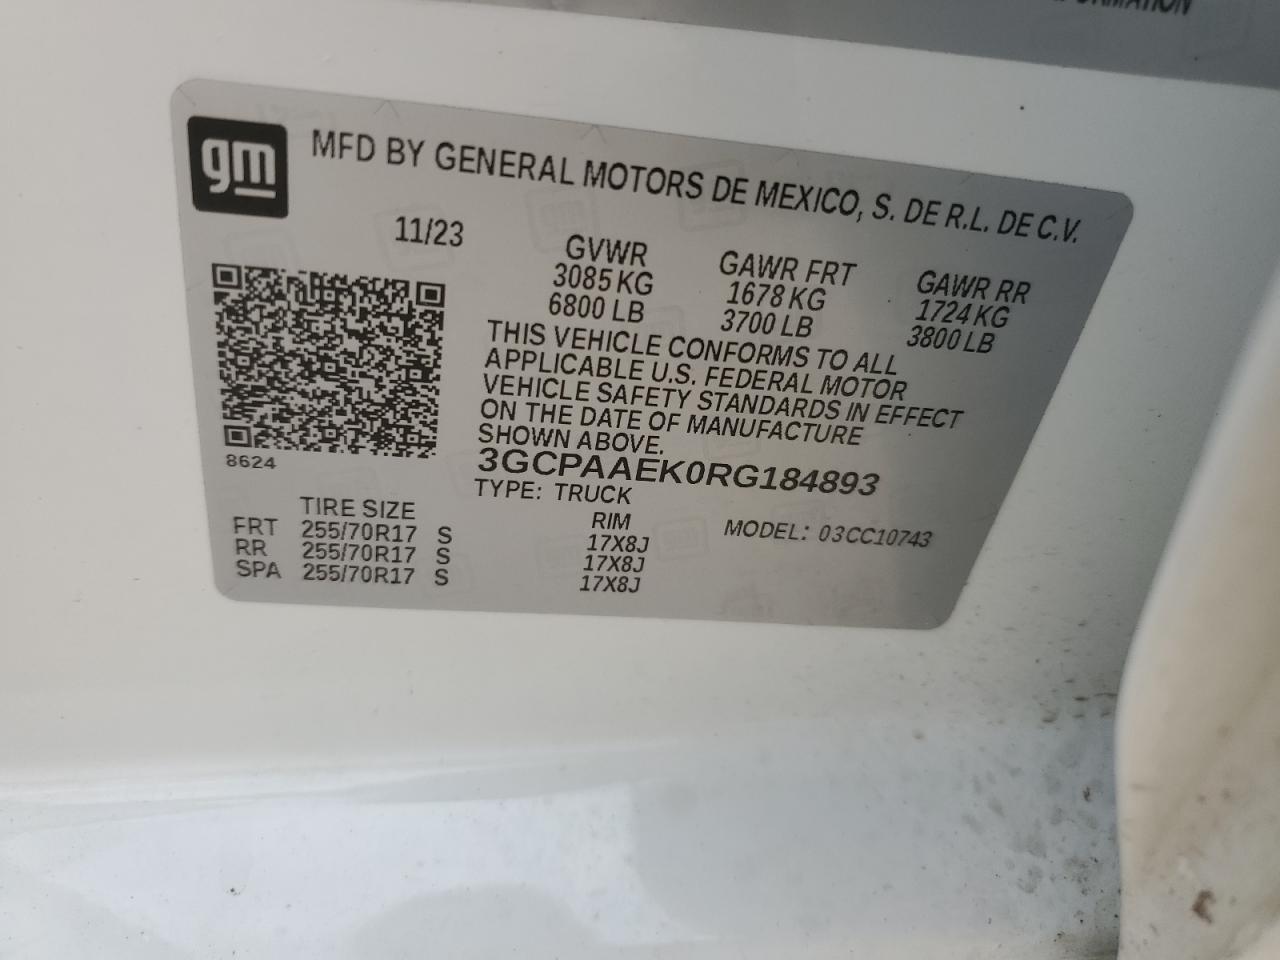 FORMATION
gm
MFD BY GENERAL MOTORS DE MEXICO, S. DE R.L. DE C.V.
11/23
GVWR GAWR FRT GAWR RR
3085 KG 1678 KG 1724 KG
6800 LB 3700 LB 3800 LB
THIS VEHICLE CONFORMS TO ALL
APPLICABLE U.S. FEDERAL MOTOR
VEHICLE SAFETY STANDARDS IN EFFECT
ON THE DATE OF MANUFACTURE
SHOWN ABOVE.
8624
3GCPAAEK0RG184893
TYPE: TRUCK
TIRE SIZE RIM MODEL: 03CC10743
FRT 255/70R17 S 17X8J
RR 255/70R17 S 17X8J
SPA 255/70R17 S 17X8J